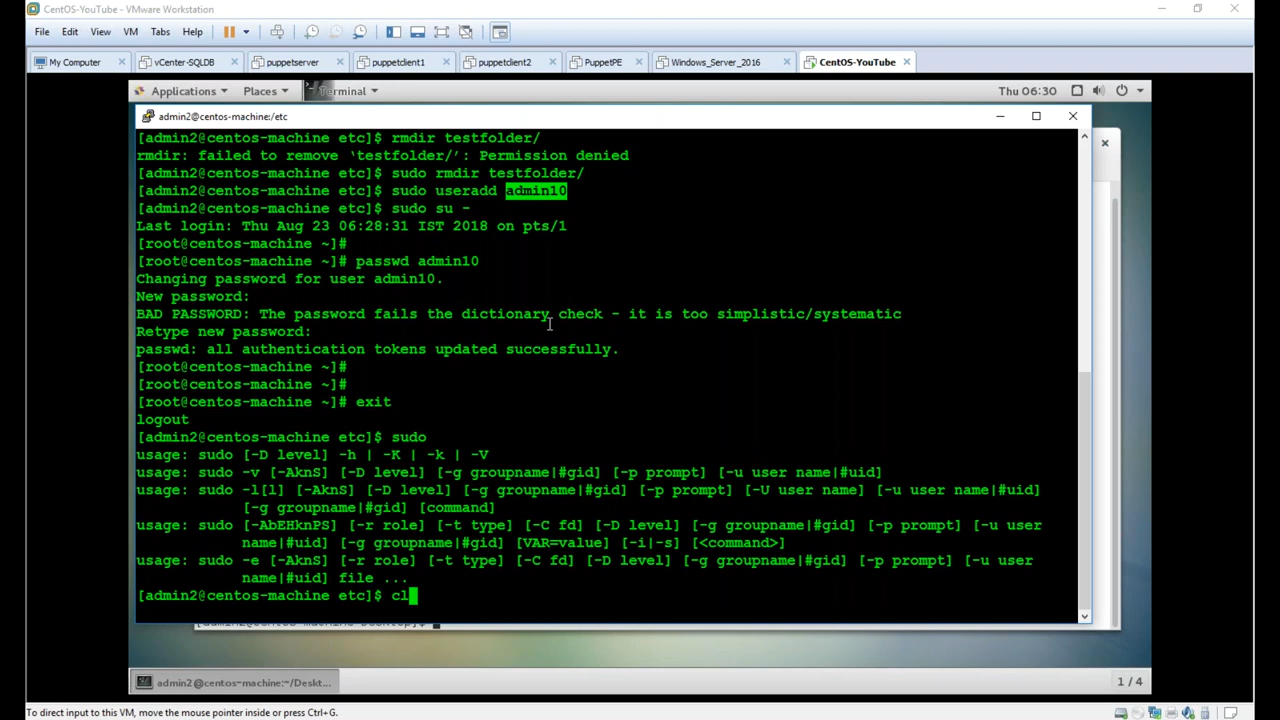 CentOS-YouTube - VMware Workstation
File Edit View VM Tabs Help
My Computer vCenter-SQLDB puppetserver puppetclient1 puppetclient2 PuppetPE Windows_Server_2016 CentOS-YouTube
Applications Places Terminal Thu 06:30
admin2@centos-machine:/etc
[admin2@centos-machine etc]$ rmdir testfolder/
rmdir: failed to remove ‘testfolder/’: Permission denied
[admin2@centos-machine etc]$ sudo rmdir testfolder/
[admin2@centos-machine etc]$ sudo useradd admin10
[admin2@centos-machine etc]$ sudo su -
Last login: Thu Aug 23 06:28:31 IST 2018 on pts/1
[root@centos-machine ~]#
[root@centos-machine ~]# passwd admin10
Changing password for user admin10.
New password:
BAD PASSWORD: The password fails the dictionary check - it is too simplistic/systematic
Retype new password:
passwd: all authentication tokens updated successfully.
[root@centos-machine ~]#
[root@centos-machine ~]#
[root@centos-machine ~]# exit
logout
[admin2@centos-machine etc]$ sudo
usage: sudo [-D level] -h | -K | -k | -V
usage: sudo -v [-AknS] [-D level] [-g groupname|#gid] [-p prompt] [-u user name|#uid]
usage: sudo -l[l] [-AknS] [-D level] [-g groupname|#gid] [-p prompt] [-U user name] [-u user name|#uid]
[-g groupname|#gid] [command]
usage: sudo [-AbEHknPS] [-r role] [-t type] [-C fd] [-D level] [-g groupname|#gid] [-p prompt] [-u user
name|#uid] [-g groupname|#gid] [VAR=value] [-i|-s] [<command>]
usage: sudo -e [-AknS] [-r role] [-t type] [-C fd] [-D level] [-g groupname|#gid] [-p prompt] [-u user
name|#uid] file ...
[admin2@centos-machine etc]$ cl
admin2@centos-machine:~/Deskt... 1 / 4
To direct input to this VM, move the mouse pointer inside or press Ctrl+G.